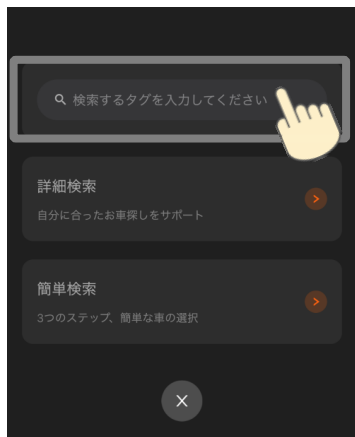 検索するタグを入力してください
詳細検索
自分に合ったお車探しをサポート
簡単検索
3つのステップ、簡単な車の選択